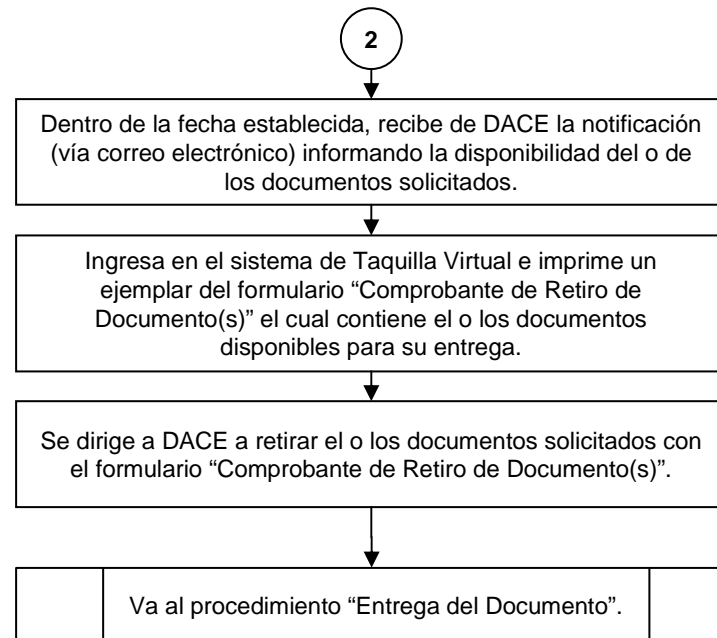 2
Dentro de la fecha establecida, recibe de DACE la notificación
(vía correo electrónico) informando la disponibilidad del o de
los documentos solicitados.
Ingresa en el sistema de Taquilla Virtual e imprime un
ejemplar del formulario “Comprobante de Retiro de
Documento(s)” el cual contiene el o los documentos
disponibles para su entrega.
Se dirige a DACE a retirar el o los documentos solicitados con
el formulario “Comprobante de Retiro de Documento(s)”.
Va al procedimiento “Entrega del Documento”.